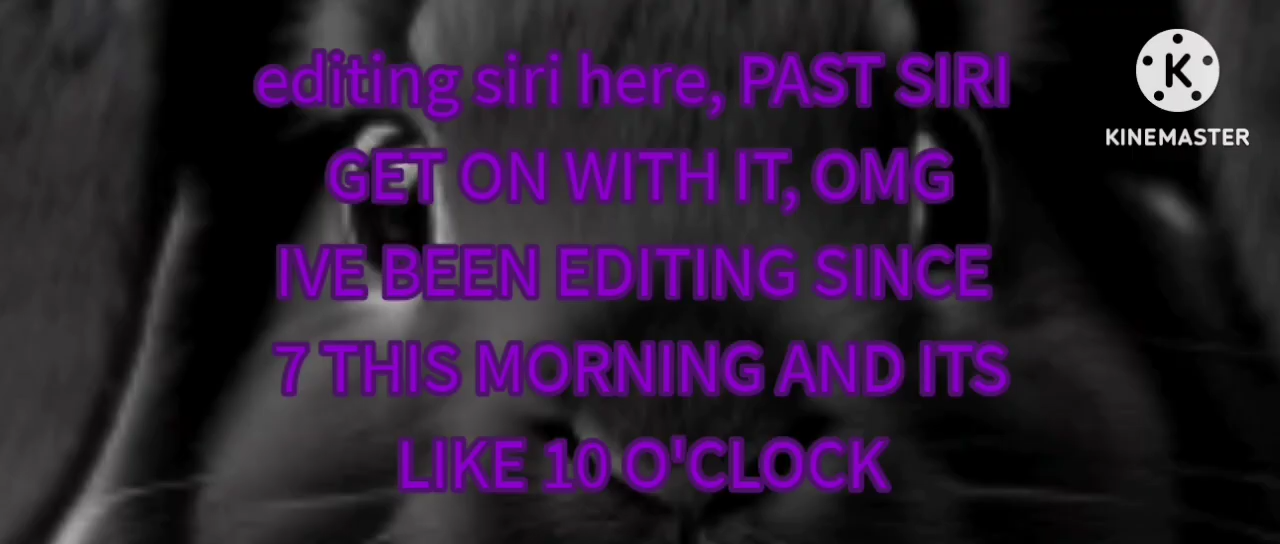 editing siri here, PAST SIRI
GET ON WITH IT, OMG
IVE BEEN EDITING SINCE
7 THIS MORNING AND ITS
LIKE 10 O'CLOCK
K
KINEMASTER